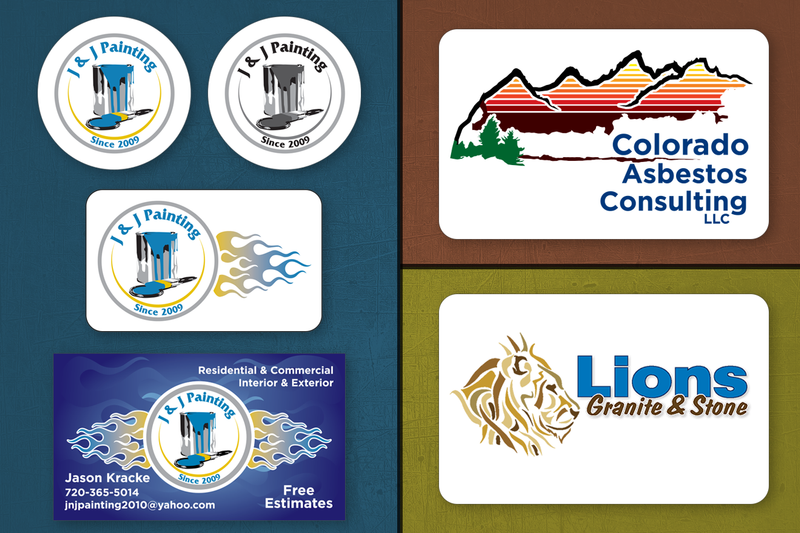 J & J Painting
Since 2009
J & J Painting
Since 2009
J & J Painting
Since 2009
Residential & Commercial
Interior & Exterior
J & J Painting
Since 2009
Jason Kracke
720-365-5014
jnjpainting2010@yahoo.com
Free
Estimates
Colorado
Asbestos
Consulting
LLC
Lions
Granite & Stone